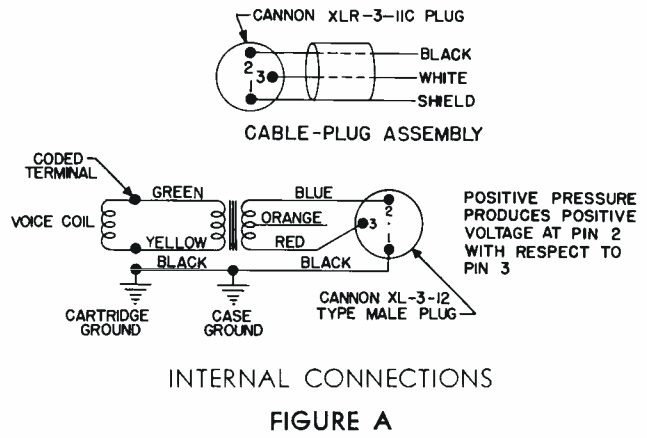 CANNON XLR-3-11C PLUG
2
3
1
BLACK
WHITE
SHIELD
CABLE-PLUG ASSEMBLY
CODED
TERMINAL
GREEN
BLUE
VOICE COIL
ORANGE
2
3
1
YELLOW
RED
BLACK
BLACK
POSITIVE PRESSURE
PRODUCES POSITIVE
VOLTAGE AT PIN 2
WITH RESPECT TO
PIN 3
CARTRIDGE
GROUND
CASE
GROUND
CANNON XL-3-12
TYPE MALE PLUG
INTERNAL CONNECTIONS
FIGURE A